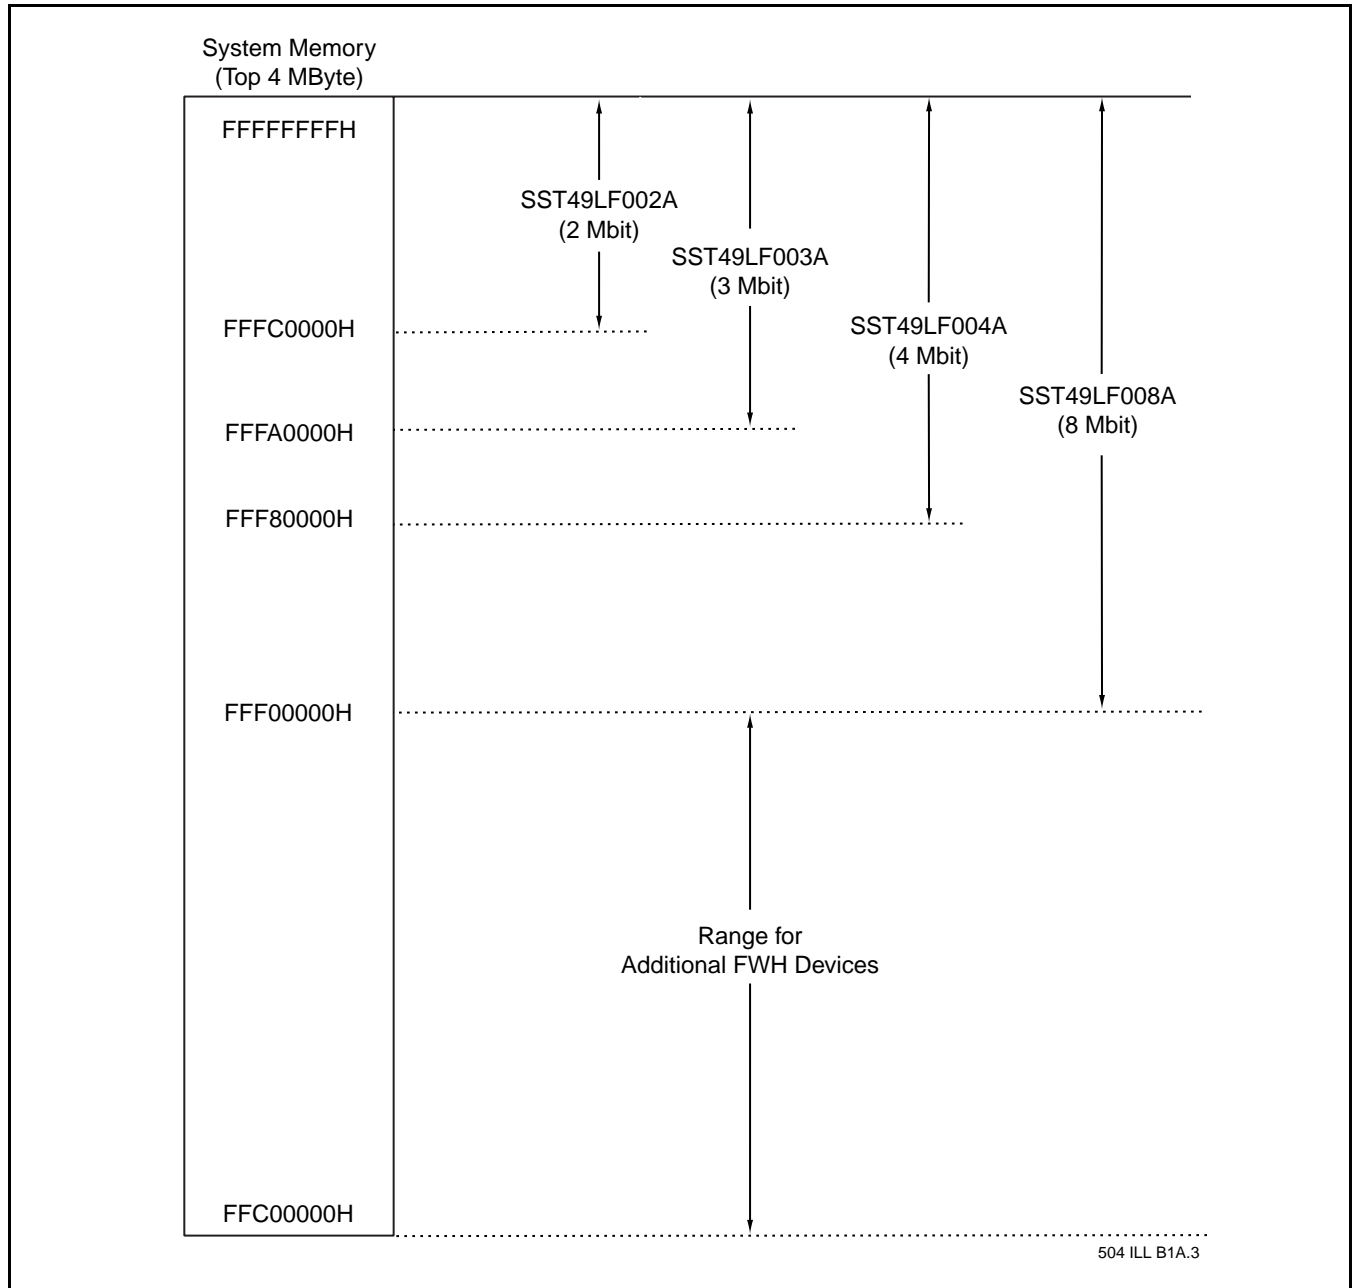 System Memory
(Top 4 MByte)
FFFFFFFFH
SST49LF002A
(2 Mbit)
SST49LF003A
(3 Mbit)
SST49LF004A
(4 Mbit)
SST49LF008A
(8 Mbit)
FFFC0000H
FFFA0000H
FFF80000H
FFF00000H
Range for
Additional FWH Devices
FFC00000H
504 ILL B1A.3